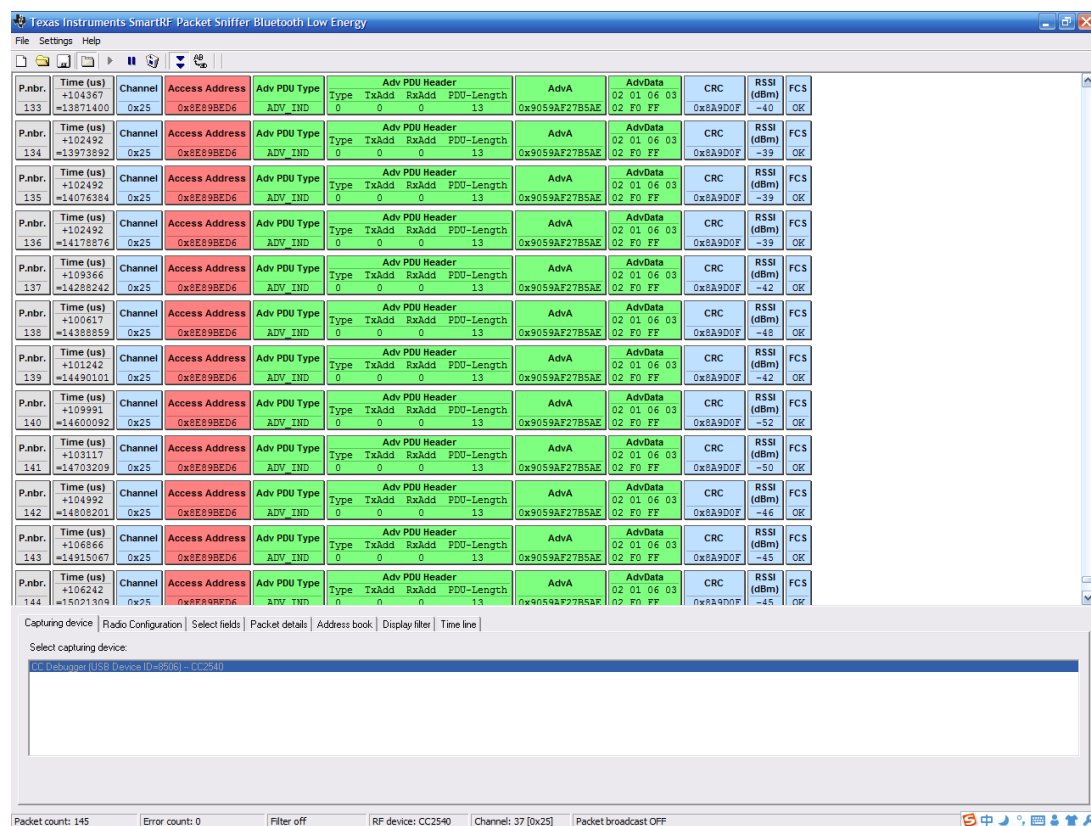 Texas Instruments SmartRF Packet Sniffer Bluetooth Low Energy
File Settings Help
P.nbr. Time (us) Channel Access Address Adv PDU Type Adv PDU Header AdvA AdvData CRC RSSI (dBm) FCS
+104367 Type TxAdd RxAdd PDU-Length 02 01 06 03
133 =13871400 0x25 0x8E89BED6 ADV_IND 0 0 0 13 0x9059AF27B5AE 02 F0 FF 0x8A9D0F -40 OK
P.nbr. Time (us) Channel Access Address Adv PDU Type Adv PDU Header AdvA AdvData CRC RSSI (dBm) FCS
+102492 Type TxAdd RxAdd PDU-Length 02 01 06 03
134 =13973892 0x25 0x8E89BED6 ADV_IND 0 0 0 13 0x9059AF27B5AE 02 F0 FF 0x8A9D0F -39 OK
P.nbr. Time (us) Channel Access Address Adv PDU Type Adv PDU Header AdvA AdvData CRC RSSI (dBm) FCS
+102492 Type TxAdd RxAdd PDU-Length 02 01 06 03
135 =14076384 0x25 0x8E89BED6 ADV_IND 0 0 0 13 0x9059AF27B5AE 02 F0 FF 0x8A9D0F -39 OK
P.nbr. Time (us) Channel Access Address Adv PDU Type Adv PDU Header AdvA AdvData CRC RSSI (dBm) FCS
+102492 Type TxAdd RxAdd PDU-Length 02 01 06 03
136 =14178876 0x25 0x8E89BED6 ADV_IND 0 0 0 13 0x9059AF27B5AE 02 F0 FF 0x8A9D0F -39 OK
P.nbr. Time (us) Channel Access Address Adv PDU Type Adv PDU Header AdvA AdvData CRC RSSI (dBm) FCS
+109366 Type TxAdd RxAdd PDU-Length 02 01 06 03
137 =14288242 0x25 0x8E89BED6 ADV_IND 0 0 0 13 0x9059AF27B5AE 02 F0 FF 0x8A9D0F -42 OK
P.nbr. Time (us) Channel Access Address Adv PDU Type Adv PDU Header AdvA AdvData CRC RSSI (dBm) FCS
+100617 Type TxAdd RxAdd PDU-Length 02 01 06 03
138 =14388859 0x25 0x8E89BED6 ADV_IND 0 0 0 13 0x9059AF27B5AE 02 F0 FF 0x8A9D0F -48 OK
P.nbr. Time (us) Channel Access Address Adv PDU Type Adv PDU Header AdvA AdvData CRC RSSI (dBm) FCS
+101242 Type TxAdd RxAdd PDU-Length 02 01 06 03
139 =14490101 0x25 0x8E89BED6 ADV_IND 0 0 0 13 0x9059AF27B5AE 02 F0 FF 0x8A9D0F -42 OK
P.nbr. Time (us) Channel Access Address Adv PDU Type Adv PDU Header AdvA AdvData CRC RSSI (dBm) FCS
+109991 Type TxAdd RxAdd PDU-Length 02 01 06 03
140 =14600092 0x25 0x8E89BED6 ADV_IND 0 0 0 13 0x9059AF27B5AE 02 F0 FF 0x8A9D0F -52 OK
P.nbr. Time (us) Channel Access Address Adv PDU Type Adv PDU Header AdvA AdvData CRC RSSI (dBm) FCS
+103117 Type TxAdd RxAdd PDU-Length 02 01 06 03
141 =14703209 0x25 0x8E89BED6 ADV_IND 0 0 0 13 0x9059AF27B5AE 02 F0 FF 0x8A9D0F -50 OK
P.nbr. Time (us) Channel Access Address Adv PDU Type Adv PDU Header AdvA AdvData CRC RSSI (dBm) FCS
+104992 Type TxAdd RxAdd PDU-Length 02 01 06 03
142 =14808201 0x25 0x8E89BED6 ADV_IND 0 0 0 13 0x9059AF27B5AE 02 F0 FF 0x8A9D0F -46 OK
P.nbr. Time (us) Channel Access Address Adv PDU Type Adv PDU Header AdvA AdvData CRC RSSI (dBm) FCS
+106866 Type TxAdd RxAdd PDU-Length 02 01 06 03
143 =14915067 0x25 0x8E89BED6 ADV_IND 0 0 0 13 0x9059AF27B5AE 02 F0 FF 0x8A9D0F -45 OK
P.nbr. Time (us) Channel Access Address Adv PDU Type Adv PDU Header AdvA AdvData CRC RSSI (dBm) FCS
+106242 Type TxAdd RxAdd PDU-Length 02 01 06 03
144 =15021309 0x25 0x8E89BED6 ADV_IND 0 0 0 13 0x9059AF27B5AE 02 F0 FF 0x8A9D0F -45 OK
Capturing device Radio Configuration Select fields Packet details Address book Display filter Time line
Select capturing device:
CC Debugger (USB Device ID=8506) -- CC2540
Packet count: 145 Error count: 0 Filter off RF device: CC2540 Channel: 37 [0x25] Packet broadcast OFF 中